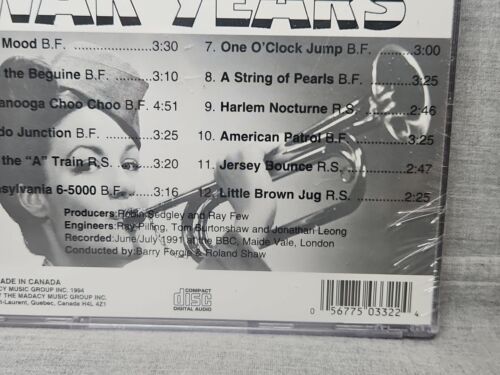 WAR YEARS
Mood B.F. ........3:30
the Beguine B.F. ........3:10
anooga Choo Choo B.F. 4:51
do Junction B.F. ........3:25
the "A" Train R.S. ........3:20
nsylvania 6-5000 B.F. ........3:16
7. One O'Clock Jump B.F. ........3:00
8. A String of Pearls B.F. ........3:25
9. Harlem Nocturne R.S. ........2:46
10. American Patrol B.F. ........3:25
11. Jersey Bounce R.S. ........2:47
12. Little Brown Jug R.S. ........2:25
Producers: Robin Sedgley and Ray Few
Engineers: Ray Pilling, Tom Burtonshaw and Jonathan Leong
Recorded: June/July 1991 at the BBC, Maide Vale, London
Conducted by: Barry Forgie & Roland Shaw
ADE IN CANADA
ACY MUSIC GROUP INC. 1994
THE MADACY MUSIC GROUP INC.
t-Laurent, Quebec, Canada H4L 4Z1
COMPACT
disc
DIGITAL AUDIO
0 56775 03322 4